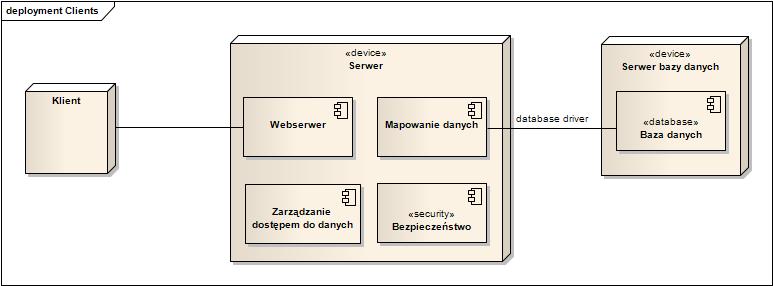 deployment Clients
Klient
«device»
Serwer
Webserwer
Mapowanie danych
Zarządzanie
dostępem do danych
«security»
Bezpieczeństwo
database driver
«device»
Serwer bazy danych
«database»
Baza danych